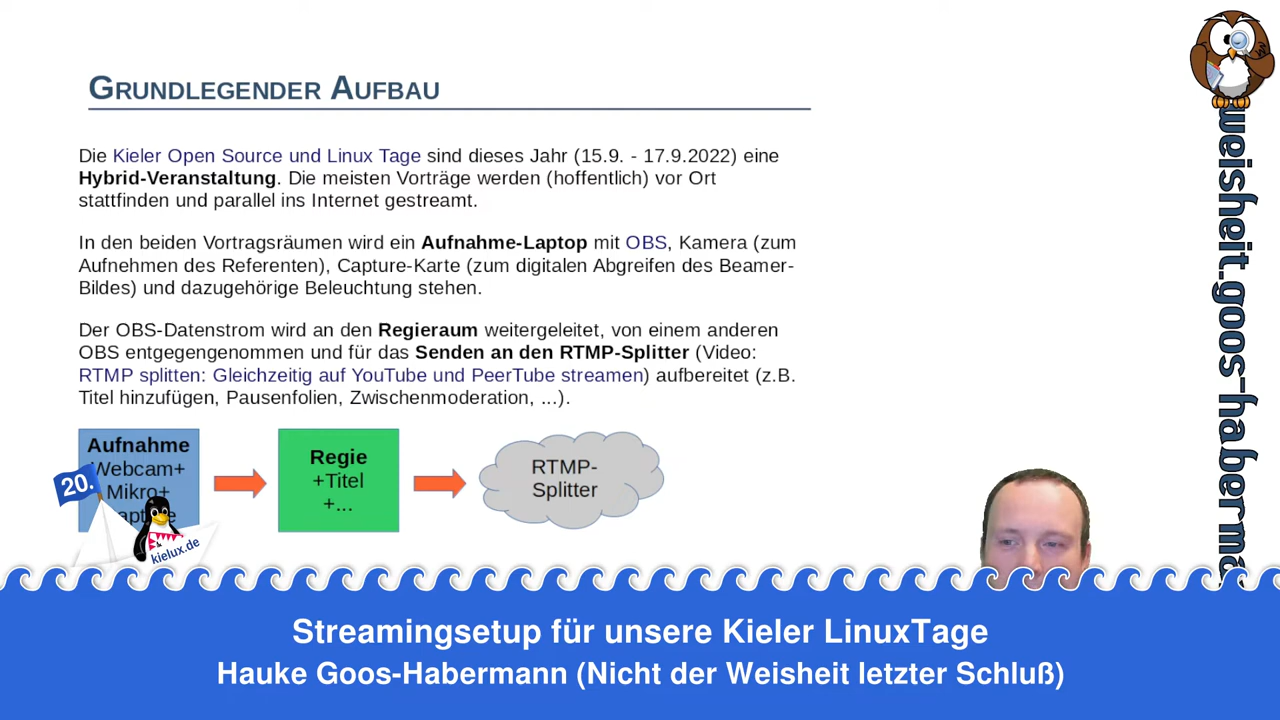 GRUNDLEGENDER AUFBAU
Die Kieler Open Source und Linux Tage sind dieses Jahr (15.9. - 17.9.2022) eine
Hybrid-Veranstaltung. Die meisten Vorträge werden (hoffentlich) vor Ort
stattfinden und parallel ins Internet gestreamt.
In den beiden Vortragsräumen wird ein Aufnahme-Laptop mit OBS, Kamera (zum
Aufnehmen des Referenten), Capture-Karte (zum digitalen Abgreifen des Beamer-
Bildes) und dazugehörige Beleuchtung stehen.
Der OBS-Datenstrom wird an den Regieraum weitergeleitet, von einem anderen
OBS entgegengenommen und für das Senden an den RTMP-Splitter (Video:
RTMP splitten: Gleichzeitig auf YouTube und PeerTube streamen) aufbereitet (z.B.
Titel hinzufügen, Pausenfolien, Zwischenmoderation, ...).
Aufnahme
Webcam+
Mikro+
Regie
+Titel
+...
RTMP-
Splitter
20.
kielux.de
weisheit.goos-haberma
Streamingsetup für unsere Kieler LinuxTage
Hauke Goos-Habermann (Nicht der Weisheit letzter Schluß)